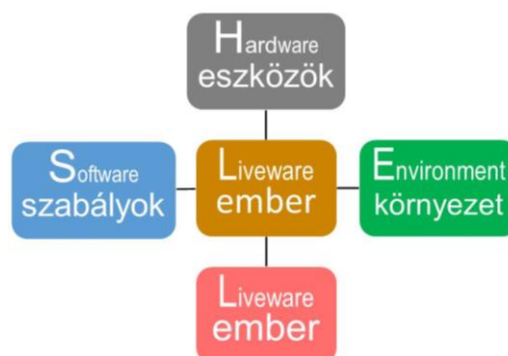 Hardware
eszközök
Software
szabályok
Liveware
ember
Environment
környezet
Liveware
ember